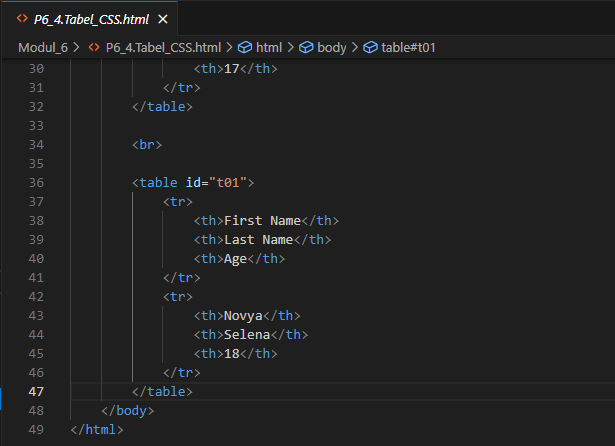 P6_4.Tabel_CSS.html
Modul_6 > P6_4.Tabel_CSS.html > html > body > table#t01
30 <th>17</th>
31 </tr>
32 </table>
33
34 <br>
35
36 <table id="t01">
37 <tr>
38 <th>First Name</th>
39 <th>Last Name</th>
40 <th>Age</th>
41 </tr>
42 <tr>
43 <th>Novya</th>
44 <th>Selena</th>
45 <th>18</th>
46 </tr>
47 </table>
48 </body>
49 </html>